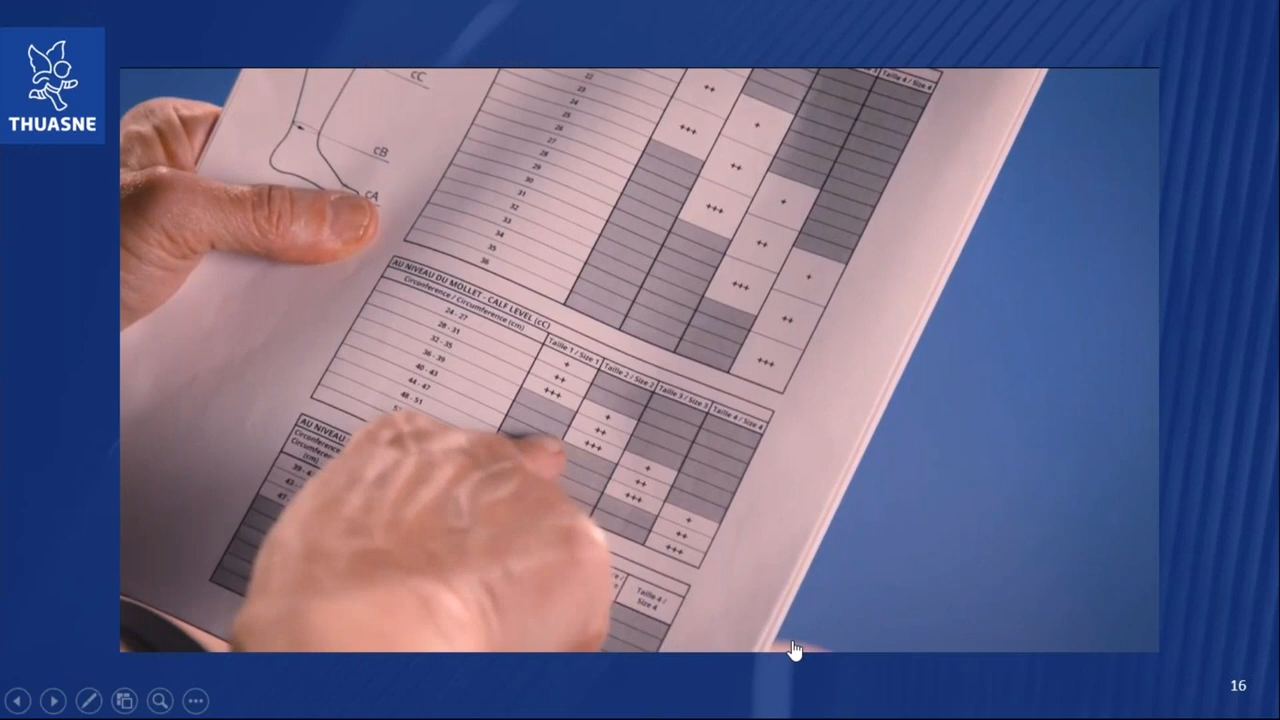 THUASNE
cC
cB
cA
Taille 4 / Size 4
22
23
24
25
26
27
28
29
30
31
32
33
34
35
36
++
+++
+
++
+++
+
++
+++
+
++
+++
AU NIVEAU DU MOLLET - CALF LEVEL (cC)
Circonférence / Circumference (cm)
Taille 1 / Size 1
Taille 2 / Size 2
Taille 3 / Size 3
Taille 4 / Size 4
24 - 27
28 - 31
32 - 35
36 - 39
40 - 43
44 - 47
48 - 51
+
++
+++
+
++
+++
+
++
+++
+
++
+++
AU NIVEAU
Circonférence
Circumference
(cm)
Taille 4 /
Size 4
16